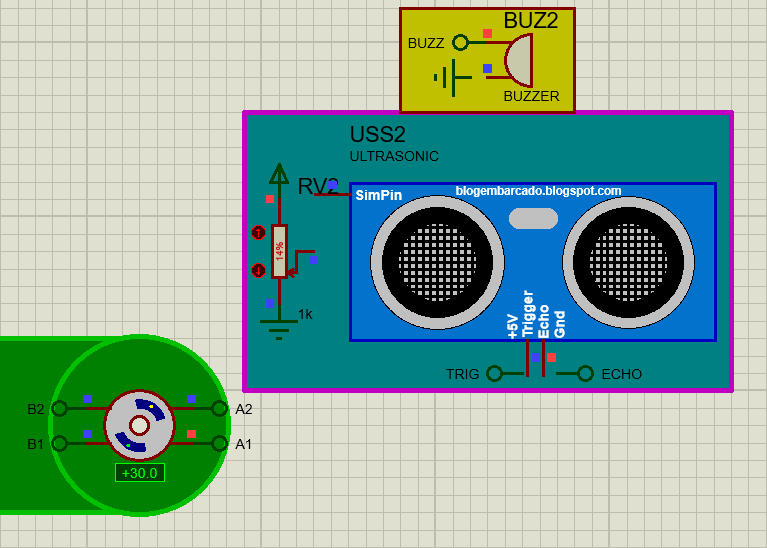 BUZ2
BUZZ
BUZZER
USS2
ULTRASONIC
RV2
SimPin
blogembarcado.blogspot.com
14%
1k
+5V
Trigger
Echo
Gnd
TRIG
ECHO
B2
A2
B1
A1
+30.0